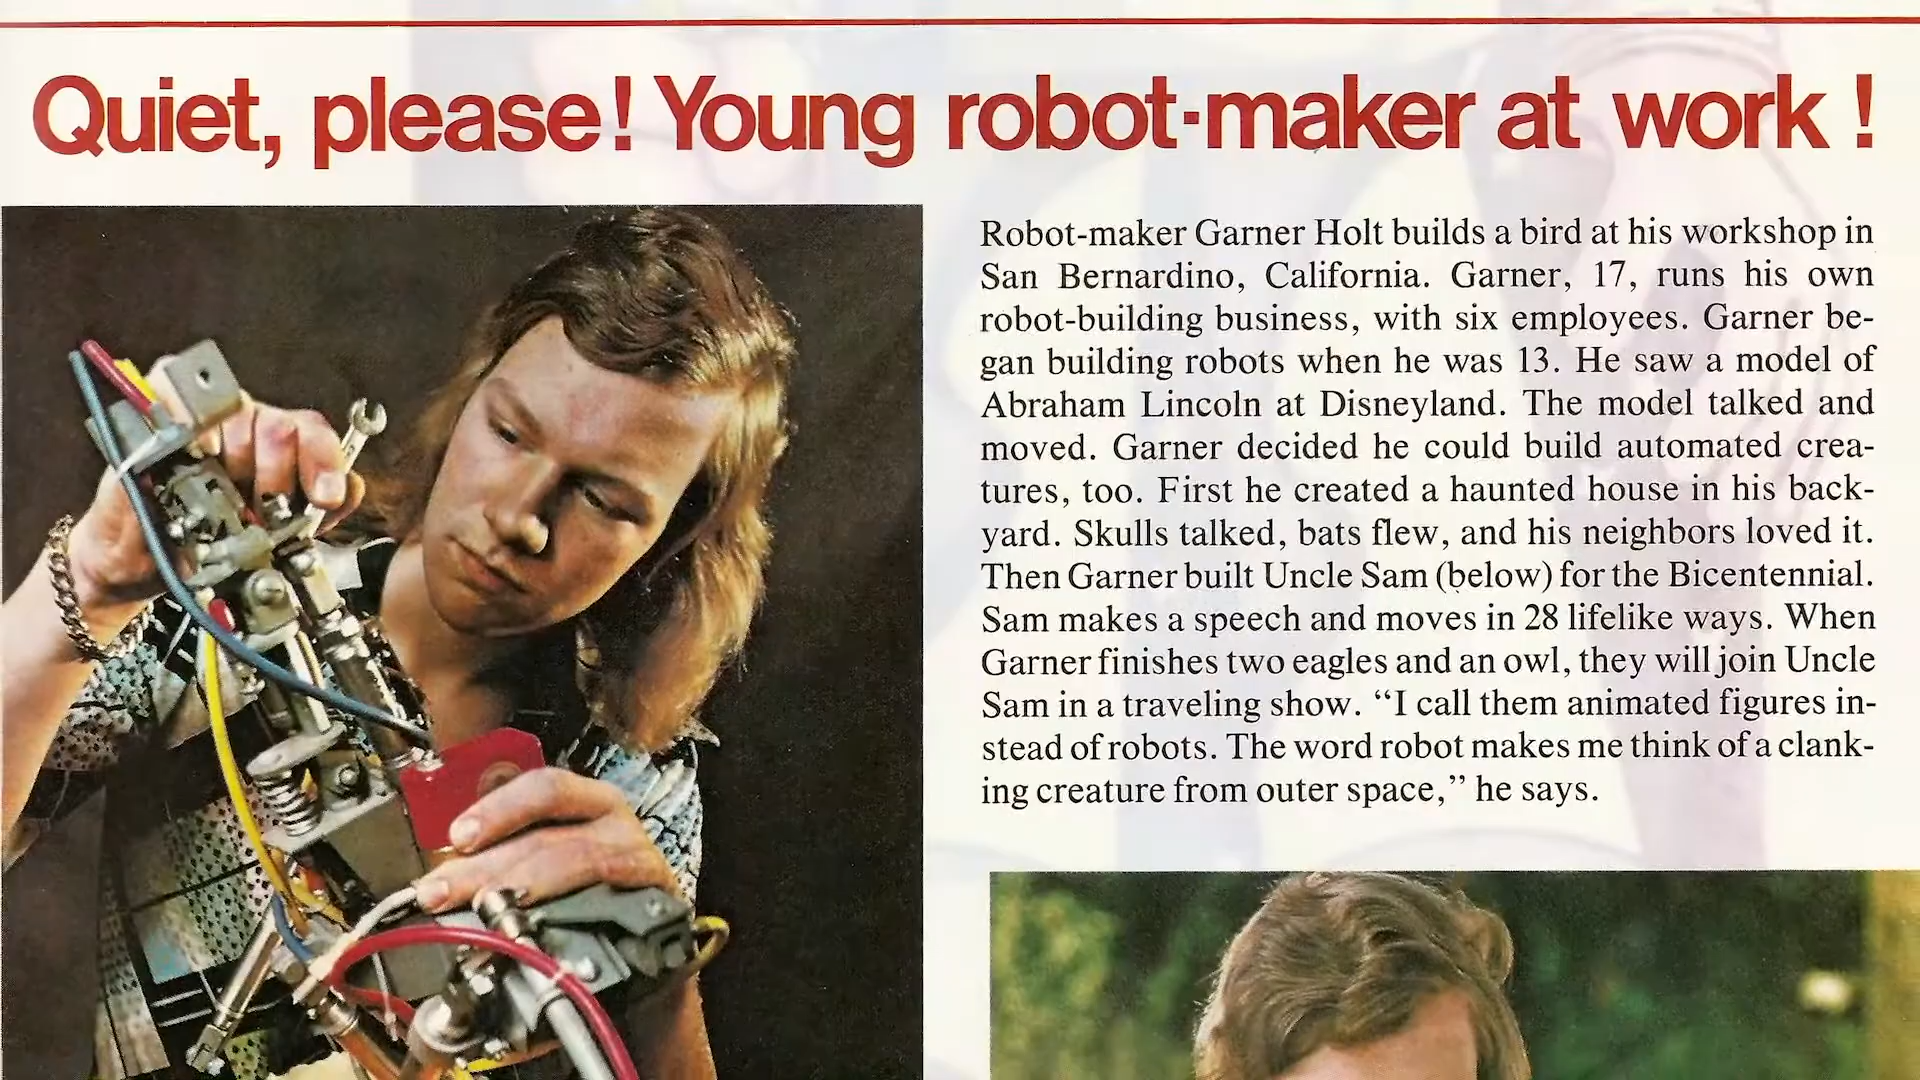 Quiet, please! Young robot-maker at work!
Robot-maker Garner Holt builds a bird at his workshop in
San Bernardino, California. Garner, 17, runs his own
robot-building business, with six employees. Garner be-
gan building robots when he was 13. He saw a model of
Abraham Lincoln at Disneyland. The model talked and
moved. Garner decided he could build automated crea-
tures, too. First he created a haunted house in his back-
yard. Skulls talked, bats flew, and his neighbors loved it.
Then Garner built Uncle Sam (below) for the Bicentennial.
Sam makes a speech and moves in 28 lifelike ways. When
Garner finishes two eagles and an owl, they will join Uncle
Sam in a traveling show. “I call them animated figures in-
stead of robots. The word robot makes me think of a clank-
ing creature from outer space,” he says.